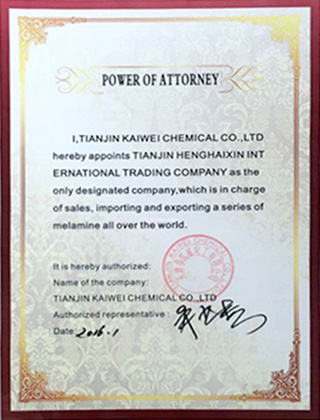 POWER OF ATTORNEY
I,TIANJIN KAIWEI CHEMICAL CO.,LTD
hereby appoints TIANJIN HENGHAIXIN INT
ERNATIONAL TRADING COMPANY as the
only designated company,which is in charge
of sales, importing and exporting a series of
melamine all over the world.
It is hereby authorized:
Name of the company:
TIANJIN KAIWEI CHEMICAL CO.,LTD
Authorized representative:
Date: 2016.1